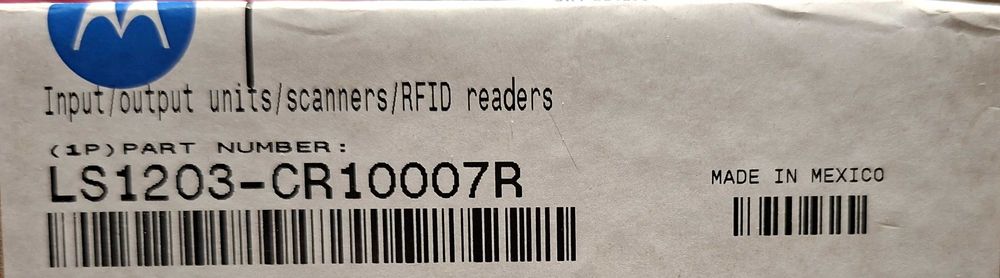 Input/output units/scanners/RFID readers
(1P)PART NUMBER:
LS1203-CR10007R
MADE IN MEXICO